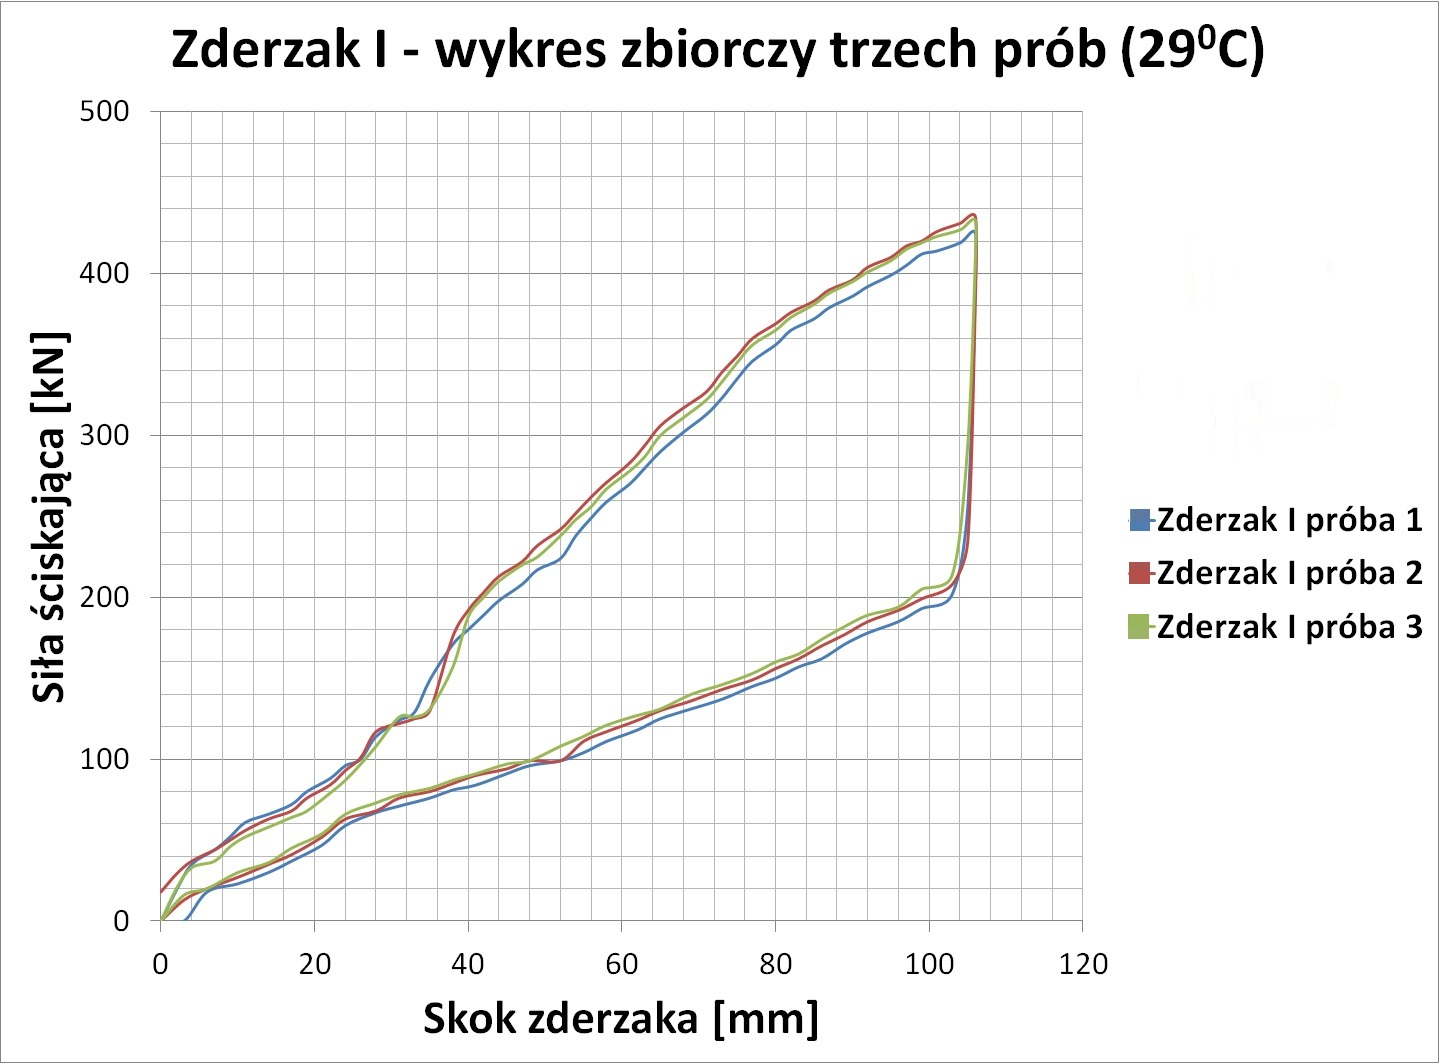 Zderzak I - wykres zbiorczy trzech prób (29⁰C)
500
400
300
200
100
0
0 20 40 60 80 100 120
Siła ściskająca [kN]
Skok zderzaka [mm]
Zderzak I próba 1
Zderzak I próba 2
Zderzak I próba 3